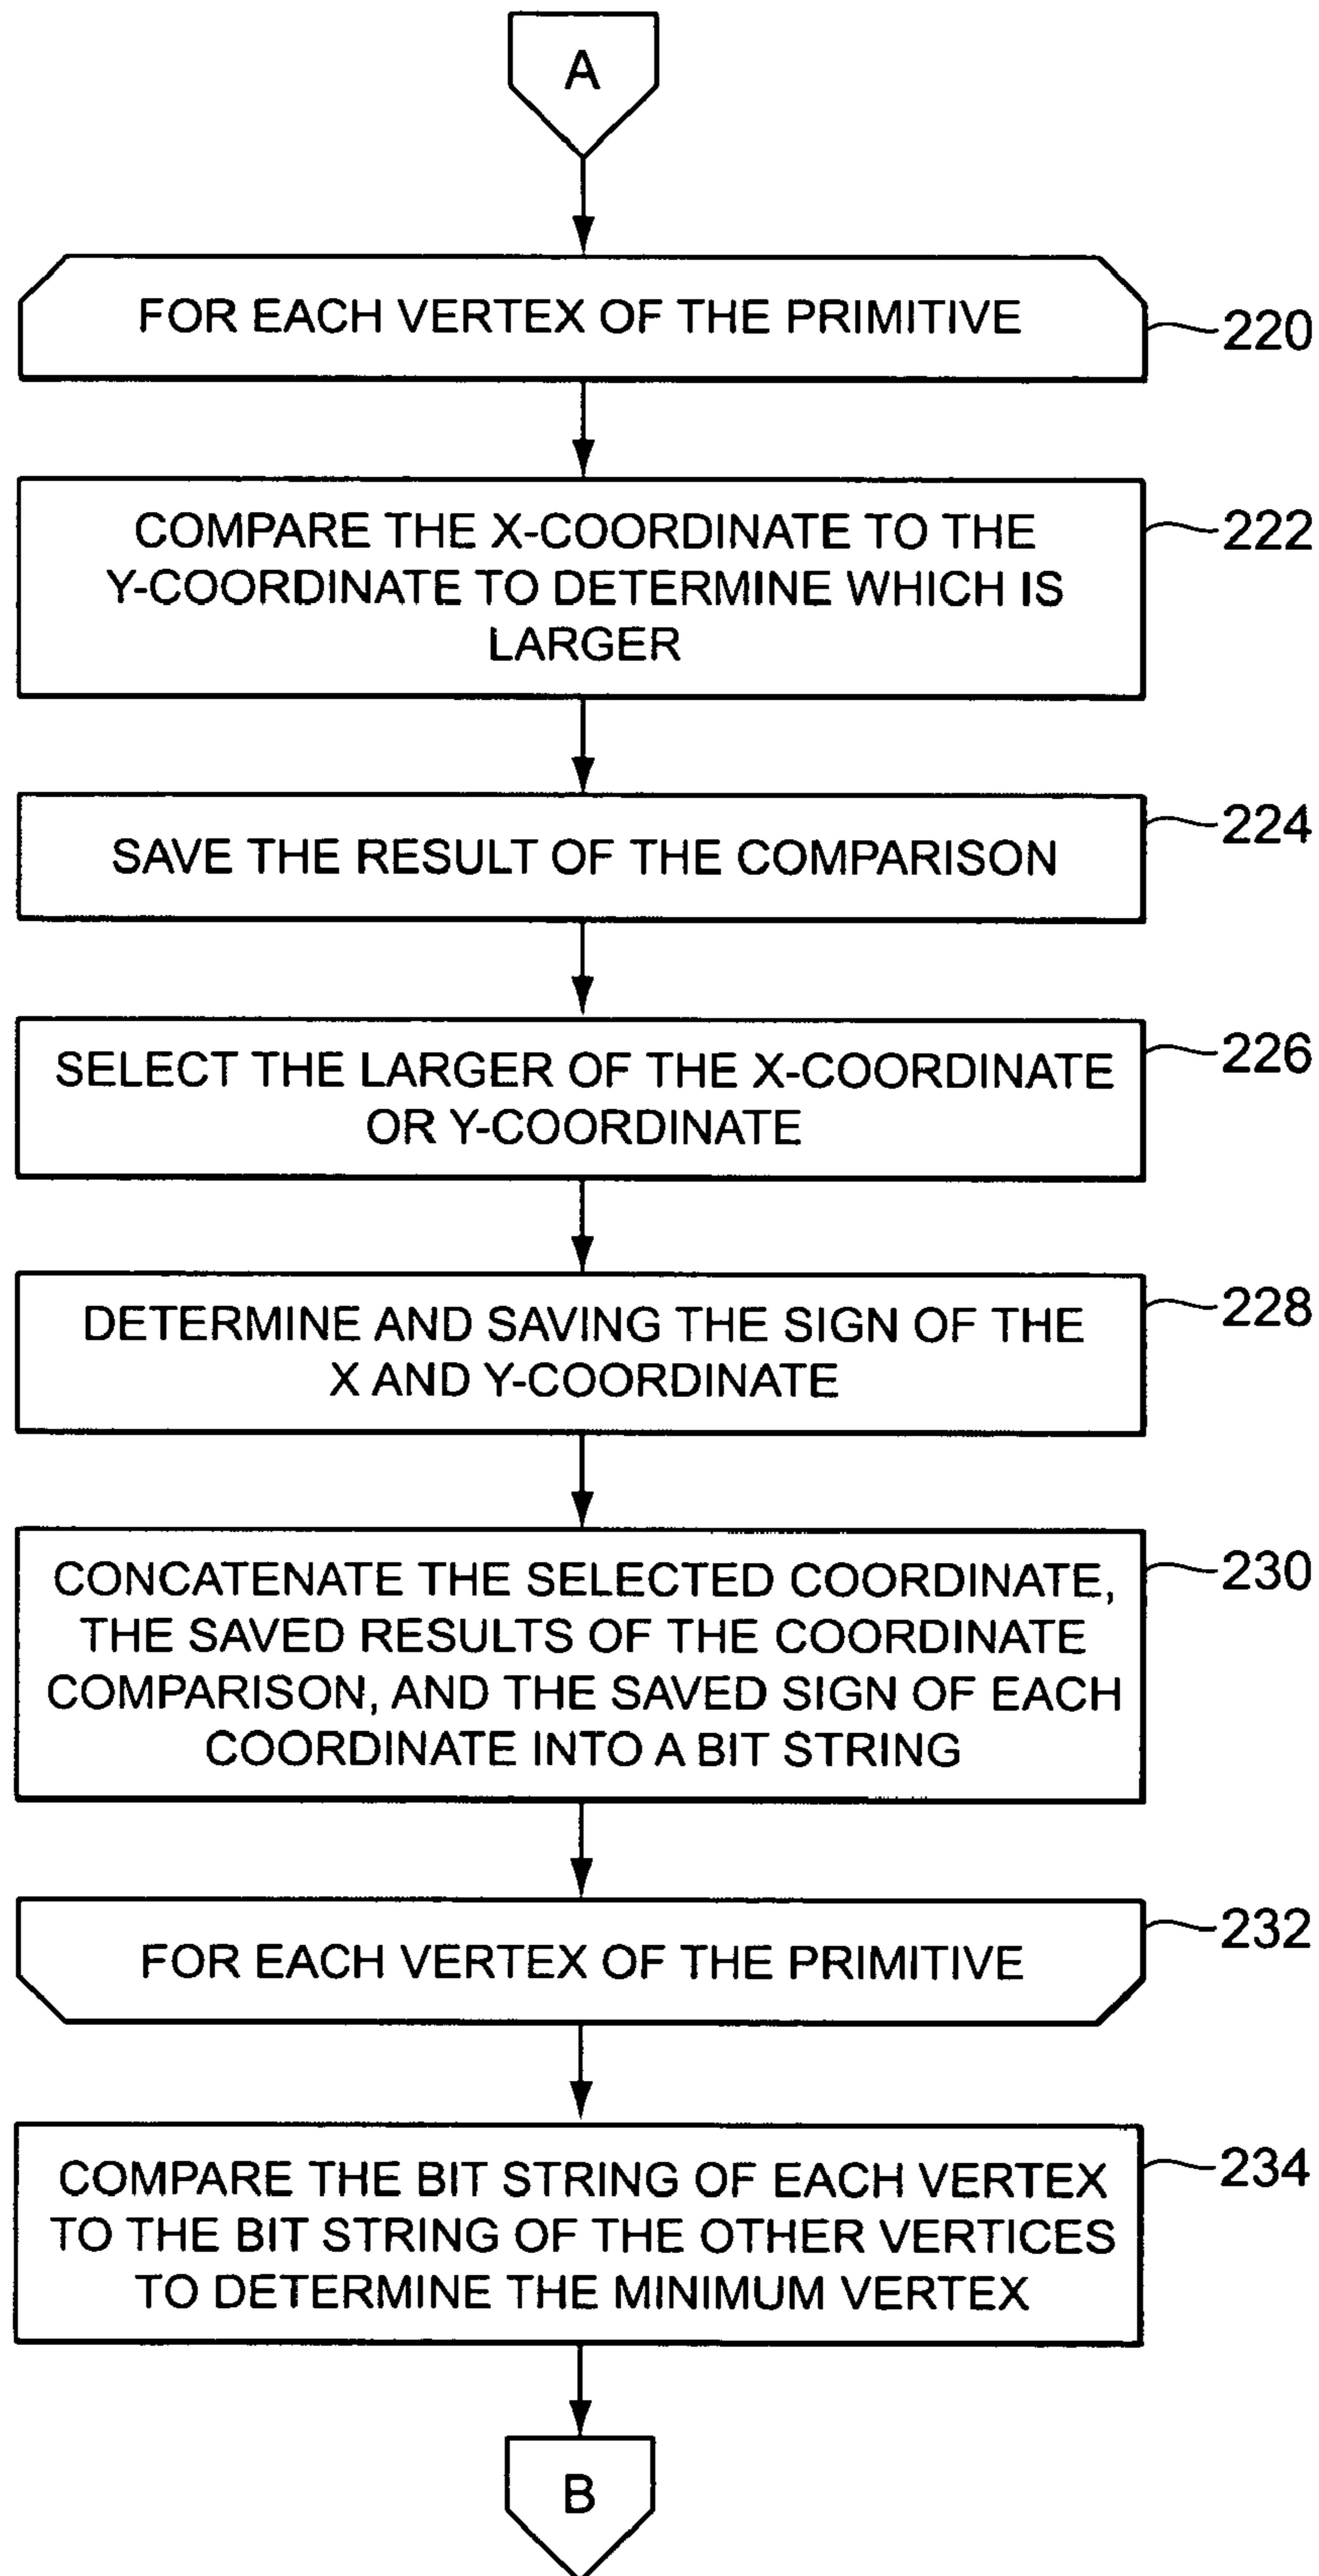 A
FOR EACH VERTEX OF THE PRIMITIVE
220
COMPARE THE X-COORDINATE TO THE
Y-COORDINATE TO DETERMINE WHICH IS
LARGER
222
SAVE THE RESULT OF THE COMPARISON
224
SELECT THE LARGER OF THE X-COORDINATE
OR Y-COORDINATE
226
DETERMINE AND SAVING THE SIGN OF THE
X AND Y-COORDINATE
228
CONCATENATE THE SELECTED COORDINATE,
THE SAVED RESULTS OF THE COORDINATE
COMPARISON, AND THE SAVED SIGN OF EACH
COORDINATE INTO A BIT STRING
230
FOR EACH VERTEX OF THE PRIMITIVE
232
COMPARE THE BIT STRING OF EACH VERTEX
TO THE BIT STRING OF THE OTHER VERTICES
TO DETERMINE THE MINIMUM VERTEX
234
B